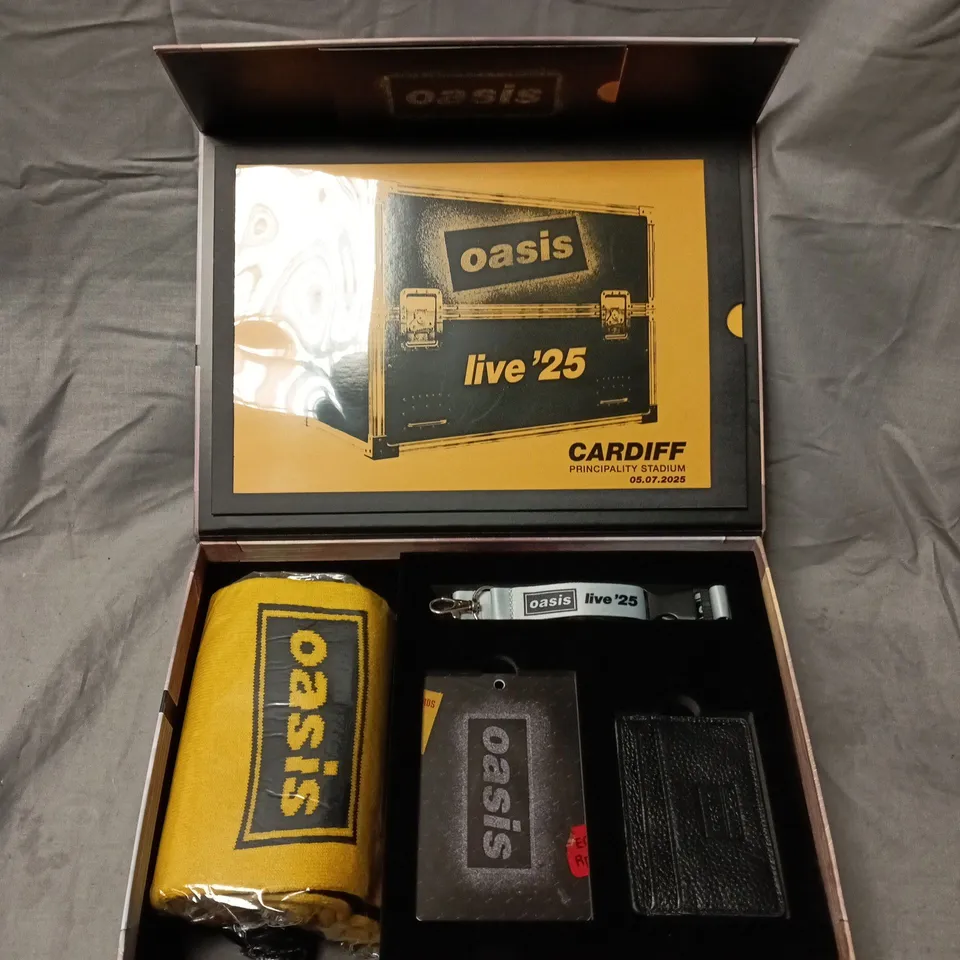 oasis
oasis
live '25
CARDIFF
PRINCIPALITY STADIUM
05.07.2025
oasis live '25
oasis
oasis